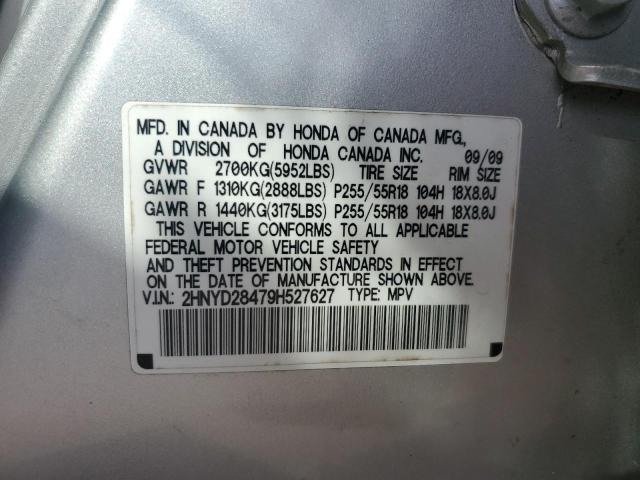 MFD. IN CANADA BY HONDA OF CANADA MFG.,
A DIVISION OF HONDA CANADA INC. 09/09
GVWR 2700KG(5952LBS) TIRE SIZE RIM SIZE
GAWR F 1310KG(2888LBS) P255/55R18 104H 18X8.0J
GAWR R 1440KG(3175LBS) P255/55R18 104H 18X8.0J
THIS VEHICLE CONFORMS TO ALL APPLICABLE
FEDERAL MOTOR VEHICLE SAFETY
AND THEFT PREVENTION STANDARDS IN EFFECT
ON THE DATE OF MANUFACTURE SHOWN ABOVE.
V.I.N.: 2HNYD28479H527627 TYPE: MPV